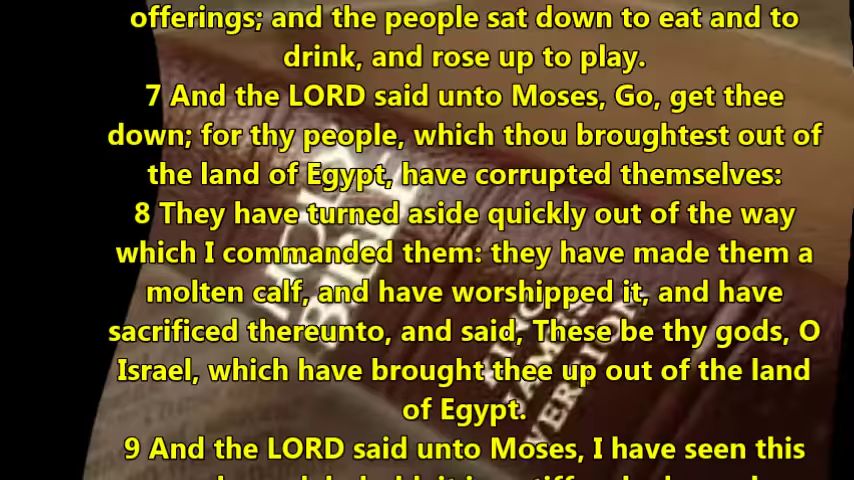 offerings; and the people sat down to eat and to
drink, and rose up to play.
7 And the LORD said unto Moses, Go, get thee
down; for thy people, which thou broughtest out of
the land of Egypt, have corrupted themselves:
8 They have turned aside quickly out of the way
which I commanded them: they have made them a
molten calf, and have worshipped it, and have
sacrificed thereunto, and said, These be thy gods, O
Israel, which have brought thee up out of the land
of Egypt.
9 And the LORD said unto Moses, I have seen this
HOLY
BIBLE
KING
JAMES
VERSION